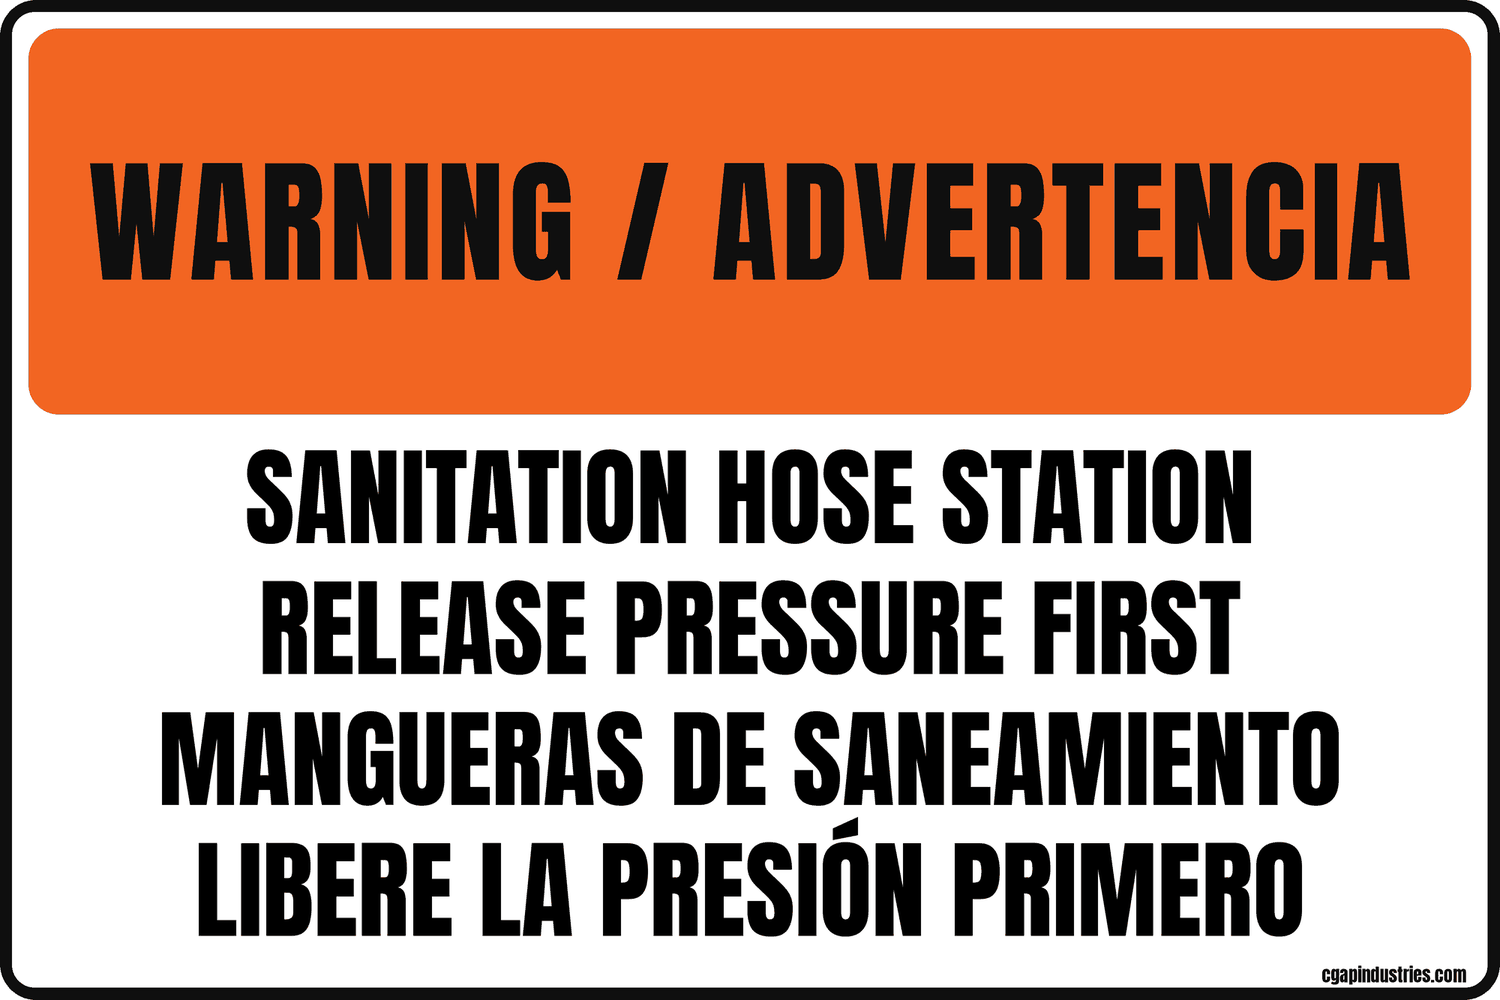 WARNING / ADVERTENCIA
SANITATION HOSE STATION
RELEASE PRESSURE FIRST
MANGUERAS DE SANEAMIENTO
LIBERE LA PRESIÓN PRIMERO
cgapindustries.com